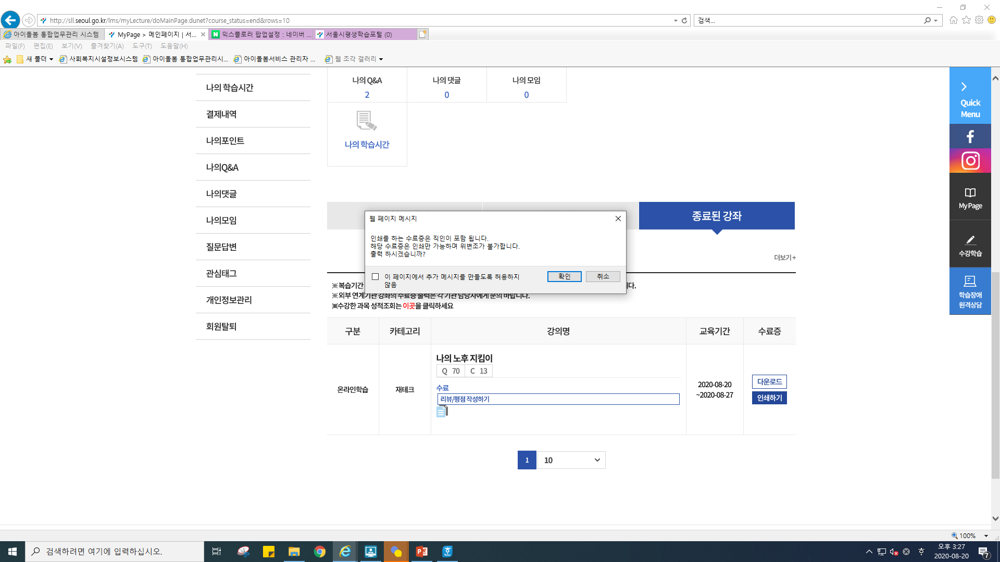 http://sll.seoul.go.kr/lms/myLecture/doMainPage.dunet?course_status=end&rows=10
검색...
아이돌봄 통합업무관리 시스템
MyPage > 메인페이지 | 서...
익스플로러 팝업설정 : 네이버 ...
서울시평생학습포털 (0)
파일(F) 편집(E) 보기(V) 즐겨찾기(A) 도구(T) 도움말(H)
새 폴더
사회복지시설정보시스템
아이돌봄 통합업무관리시...
아이돌봄서비스 관리자 ...
웹 조각 갤러리
나의 학습시간
결제내역
나의포인트
나의Q&A
나의댓글
나의모임
질문답변
관심태그
개인정보관리
회원탈퇴
나의 Q&A
2
나의 댓글
0
나의 모임
0
나의 학습시간
종료된 강좌
더보기+
웹 페이지 메시지
인쇄를 하는 수료증은 직인이 포함 됩니다.
해당 수료증은 인쇄만 가능하며 위변조가 불가합니다.
출력 하시겠습니까?
이 페이지에서 추가 메시지를 만들도록 허용하지
않음
확인
취소
※복습기간
다.
※외부 연계기관 강좌의 수료증 출력은 각 기관 담당자에게 문의 바랍니다.
※수강한 과목 성적조회는 이곳을 클릭하세요
구분 카테고리 강의명 교육기간 수료증
온라인학습
재테크
나의 노후 지킴이
Q 70 C 13
수료
리뷰/평점 작성하기
2020-08-20
~2020-08-27
다운로드
인쇄하기
1
10
Quick
Menu
My Page
수강학습
학습장애
원격상담
100%
검색하려면 여기에 입력하십시오.
오후 3:27
2020-08-20
7